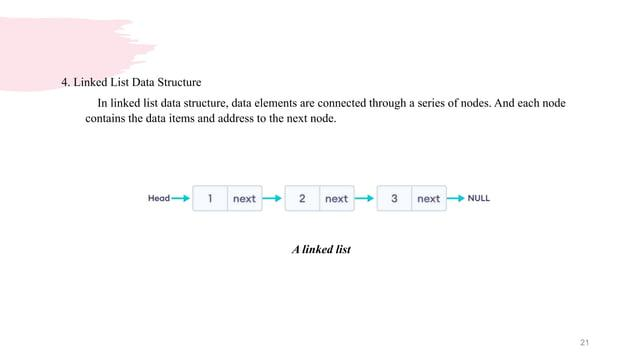 4. Linked List Data Structure
In linked list data structure, data elements are connected through a series of nodes. And each node
contains the data items and address to the next node.
Head 1 next 2 next 3 next NULL
A linked list
21